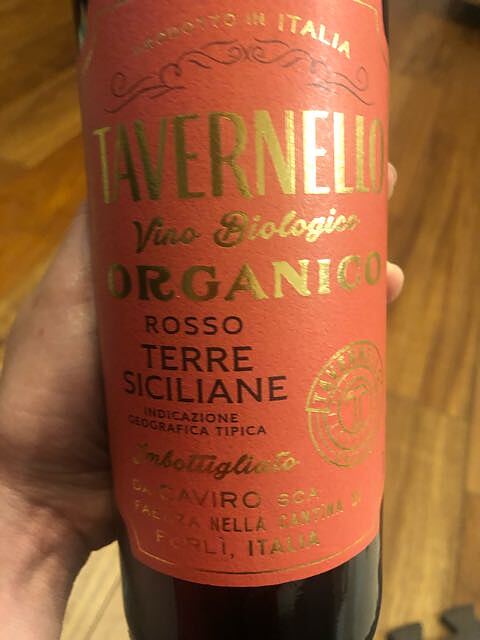 PRODOTTO IN ITALIA
TAVERNELLO
Vino Biologico
ORGANICO
ROSSO
TERRE
SICILIANE
INDICAZIONE
GEOGRAFICA TIPICA
Imbottigliato
DA CAVIRO SCA
FAENZA NELLA CANTINA DI
FORLÌ, ITALIA